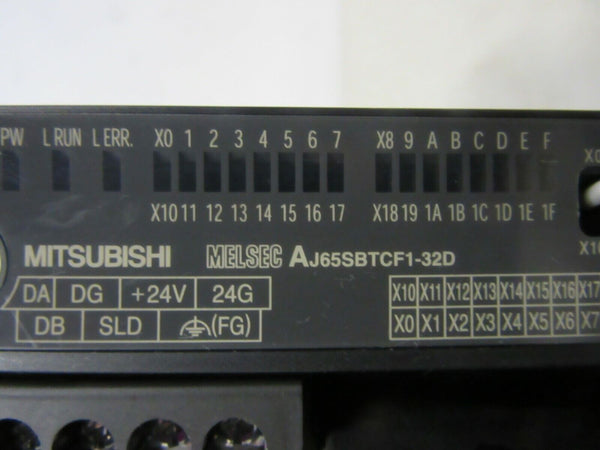 PW L RUN L ERR. X0 1 2 3 4 5 6 7 X8 9 A B C D E F
X10 11 12 13 14 15 16 17 X18 19 1A 1B 1C 1D 1E 1F
MITSUBISHI MELSEC AJ65SBTCF1-32D
DA DG +24V 24G X10 X11 X12 X13 X14 X15 X16 X17
DB SLD (FG) X0 X1 X2 X3 X4 X5 X6 X7